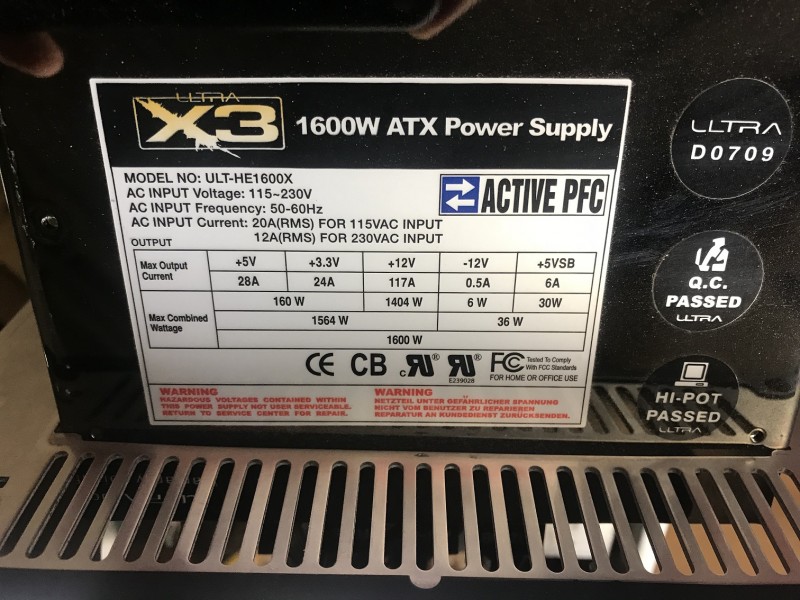 ULTRA
X3
1600W ATX Power Supply
MODEL NO: ULT-HE1600X
AC INPUT Voltage: 115~230V
AC INPUT Frequency: 50-60Hz
AC INPUT Current: 20A(RMS) FOR 115VAC INPUT
12A(RMS) FOR 230VAC INPUT
ACTIVE PFC
OUTPUT
Max Output Current +5V +3.3V +12V -12V +5VSB
28A 24A 117A 0.5A 6A
Max Combined Wattage 160 W 1404 W 6 W 30W
1564 W 36 W
1600 W
CE CB c RU ® RU ® FC Tested To Comply
With FCC Standards
E239028 FOR HOME OR OFFICE USE
WARNING
HAZARDOUS VOLTAGES CONTAINED WITHIN
THIS POWER SUPPLY NOT USER SERVICEABLE.
RETURN TO SERVICE CENTER FOR REPAIR.
WARNING
NETZTEIL UNTER GEFÄHRLICHER SPANNUNG
NICHT VOM BENUTZER ZU REPARIEREN
REPARATUR AN KUNDEDIENST ZURÜCKSENDEN.
ULTRA
D0709
Q.C.
PASSED
ULTRA
HI-POT
PASSED
ULTRA